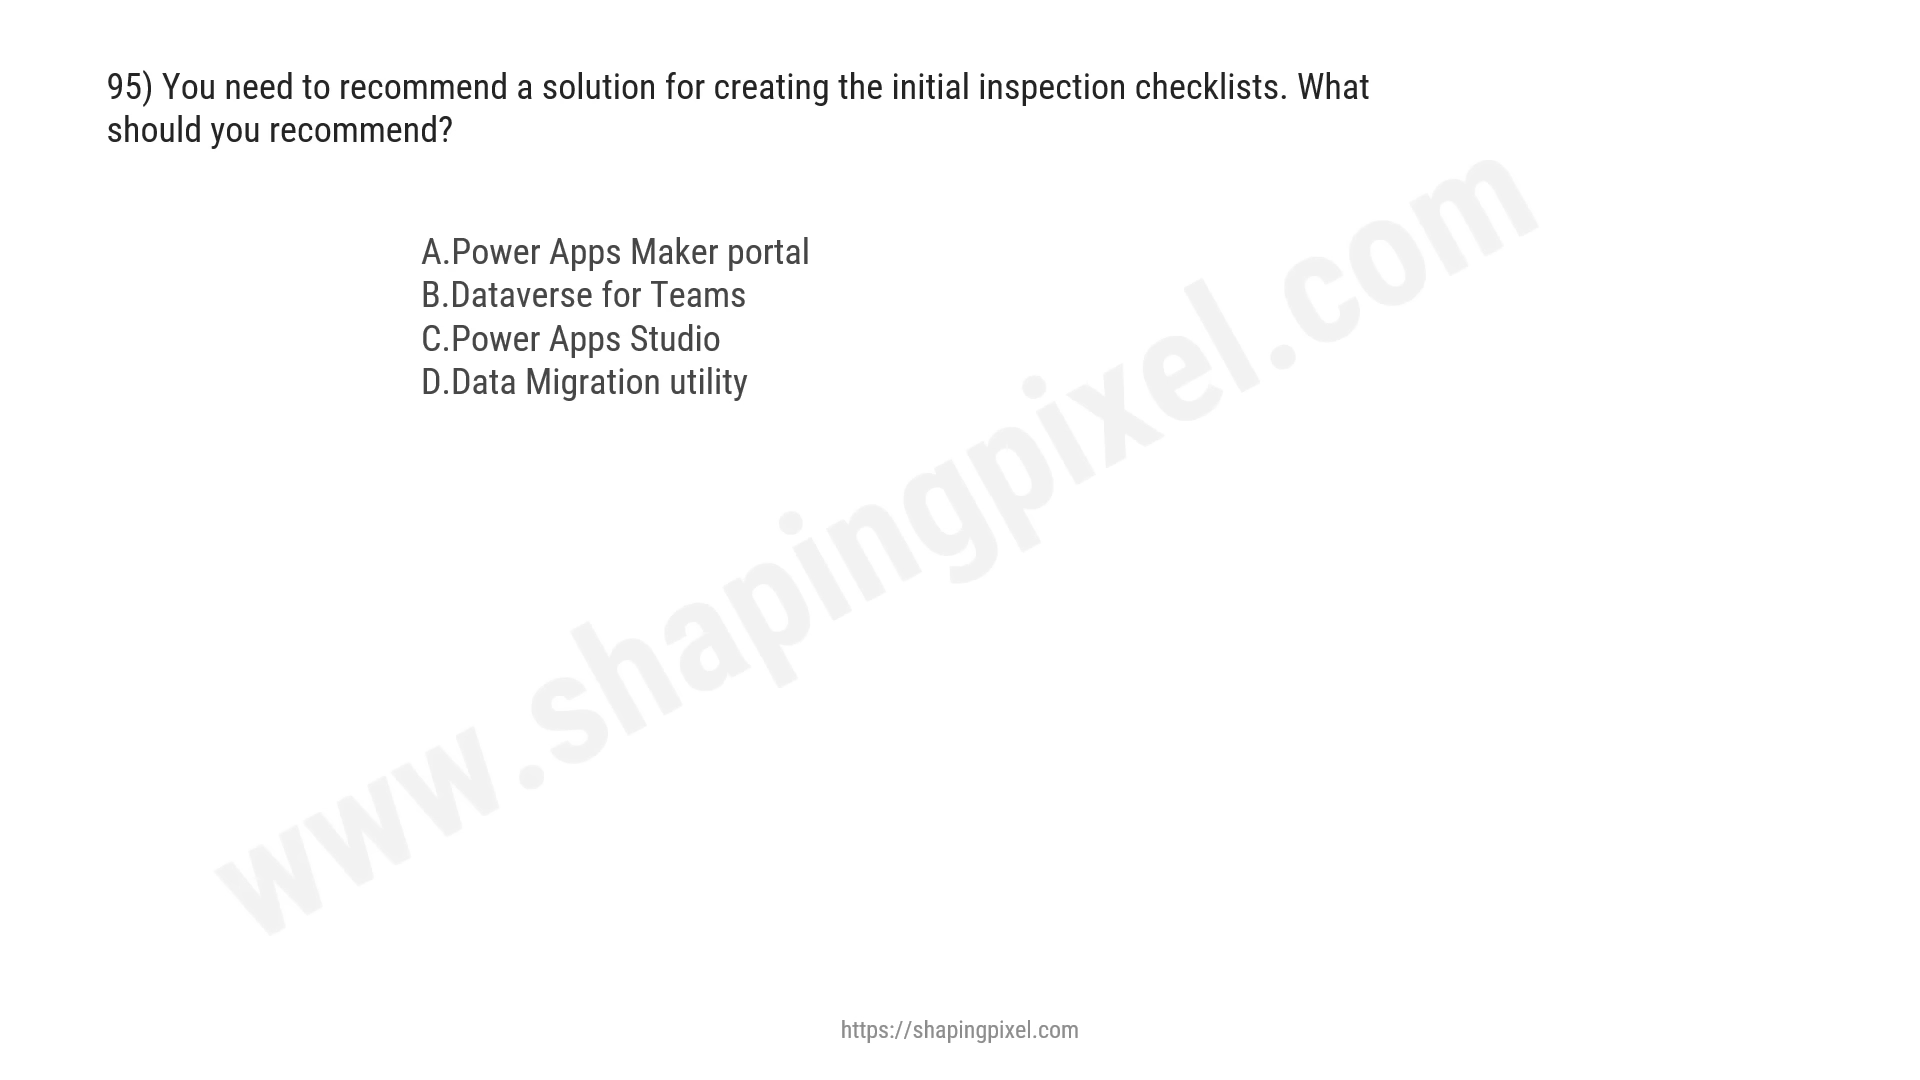 95) You need to recommend a solution for creating the initial inspection checklists. What
should you recommend?
A.Power Apps Maker portal
B.Dataverse for Teams
C.Power Apps Studio
D.Data Migration utility
www.shapingpixel.com
https://shapingpixel.com